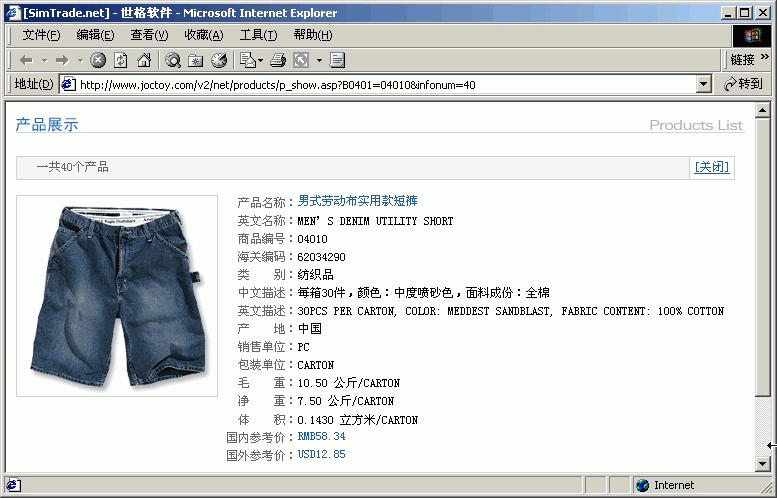 [SimTrade.net] - 世格软件 - Microsoft Internet Explorer
文件(F) 编辑(E) 查看(V) 收藏(A) 工具(T) 帮助(H)
链接 »
地址(D) http://www.joctoy.com/v2/net/products/p_show.asp?B0401=04010&infonum=40 转到
产品展示 Products List
一共40个产品 [关闭]
产品名称：男式劳动布实用款短裤
英文名称：MEN'S DENIM UTILITY SHORT
商品编号：04010
海关编码：62034290
类 别：纺织品
中文描述：每箱30件，颜色：中度喷砂色，面料成份：全棉
英文描述：30PCS PER CARTON, COLOR: MEDDEST SANDBLAST, FABRIC CONTENT: 100% COTTON
产 地：中国
销售单位：PC
包装单位：CARTON
毛 重：10.50 公斤/CARTON
净 重：7.50 公斤/CARTON
体 积：0.1430 立方米/CARTON
国内参考价：RMB58.34
国外参考价：USD12.85
Internet